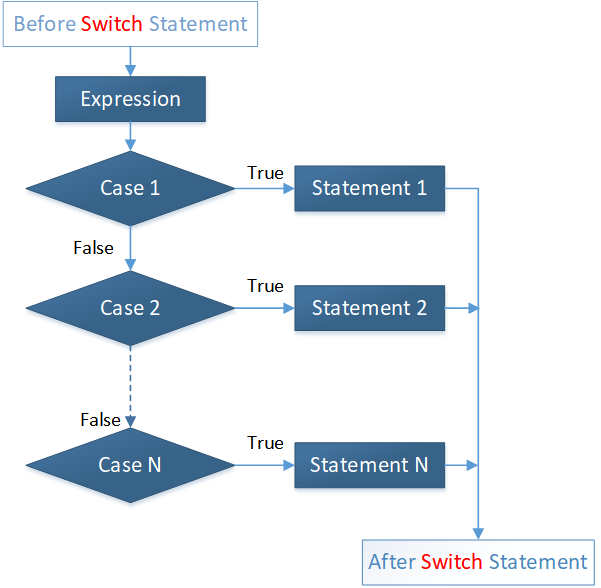 Before Switch Statement
Expression
Case 1
True
Statement 1
False
Case 2
True
Statement 2
False
Case N
True
Statement N
After Switch Statement